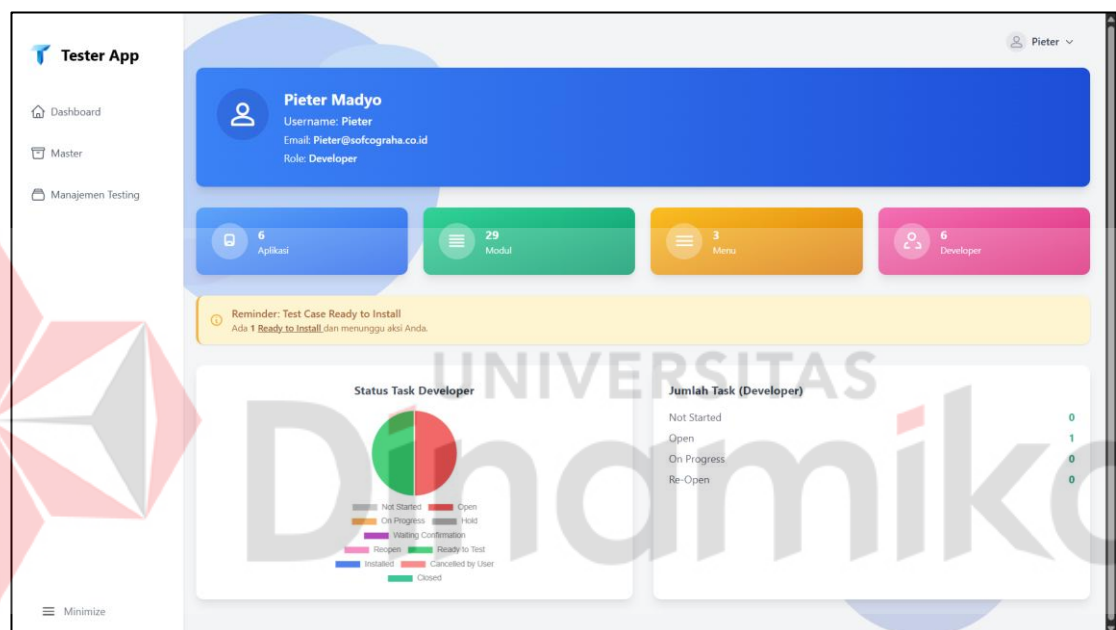 Tester App
Pieter
Dashboard
Master
Manajemen Testing
Minimize
Pieter Madyo
Username: Pieter
Email: Pieter@sofcograha.co.id
Role: Developer
6
Aplikasi
29
Modul
3
Menu
6
Developer
Reminder: Test Case Ready to Install
Ada 1 Ready to Install dan menunggu aksi Anda.
UNIVERSITAS
Dinamika
Status Task Developer
Not Started Open
On Progress Hold
Waiting Confirmation
Reopen Ready to Test
Installed Cancelled by User
Closed
Jumlah Task (Developer)
Not Started 0
Open 1
On Progress 0
Re-Open 0